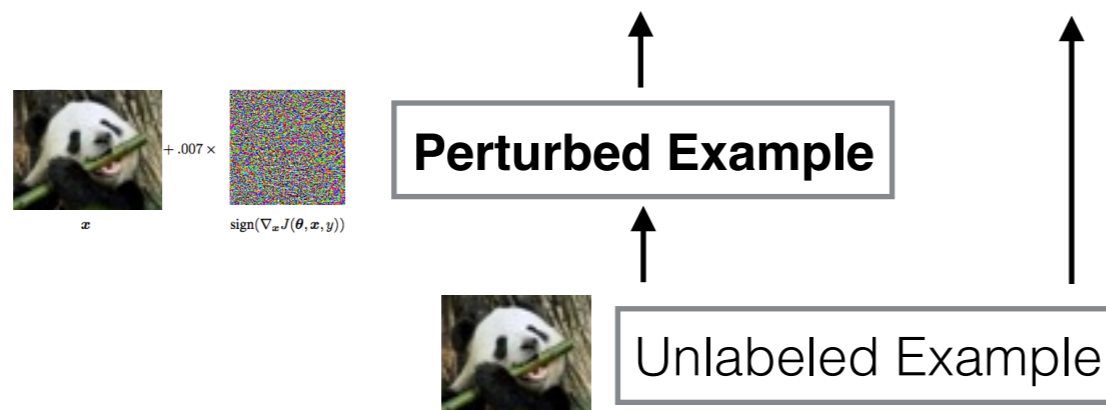 + .007 ×
Perturbed Example
x
sign(∇ₓJ(θ, x, y))
Unlabeled Example